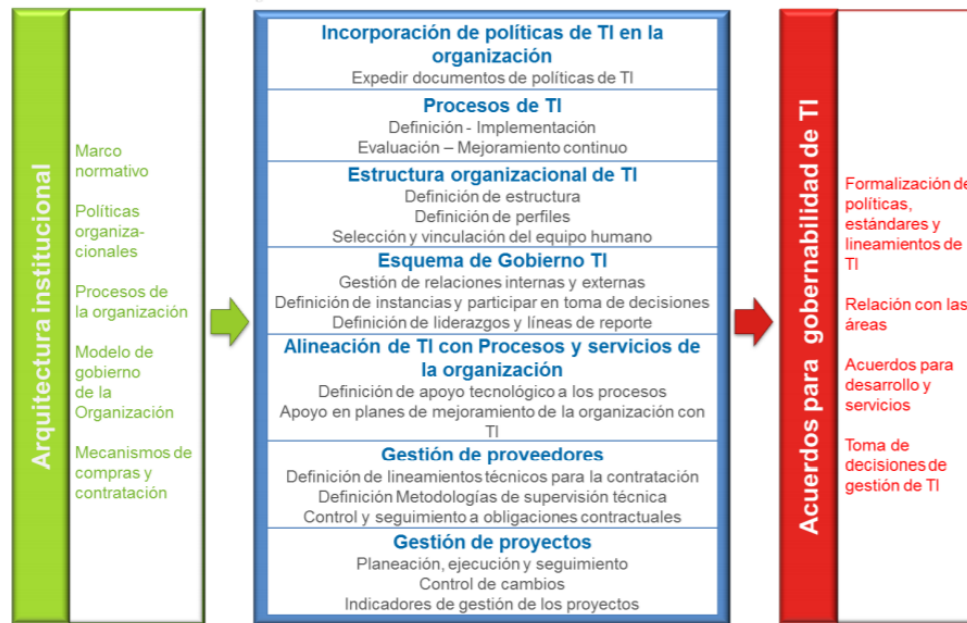 Arquitectura institucional
Marco
normativo
Políticas
organiza-
cionales
Procesos de
la organización
Modelo de
gobierno
de la
Organización
Mecanismos de
compras y
contratación
Incorporación de políticas de TI en la
organización
Expedir documentos de políticas de TI
Procesos de TI
Definición - Implementación
Evaluación – Mejoramiento continuo
Estructura organizacional de TI
Definición de estructura
Definición de perfiles
Selección y vinculación del equipo humano
Esquema de Gobierno TI
Gestión de relaciones internas y externas
Definición de instancias y participar en toma de decisiones
Definición de liderazgos y líneas de reporte
Alineación de TI con Procesos y servicios de
la organización
Definición de apoyo tecnológico a los procesos
Apoyo en planes de mejoramiento de la organización con
TI
Gestión de proveedores
Definición de lineamientos técnicos para la contratación
Definición Metodologías de supervisión técnica
Control y seguimiento a obligaciones contractuales
Gestión de proyectos
Planeación, ejecución y seguimiento
Control de cambios
Indicadores de gestión de los proyectos
Acuerdos para gobernabilidad de TI
Formalización de
políticas,
estándares y
lineamientos de
TI
Relación con las
áreas
Acuerdos para
desarrollo y
servicios
Toma de
decisiones de
gestión de TI